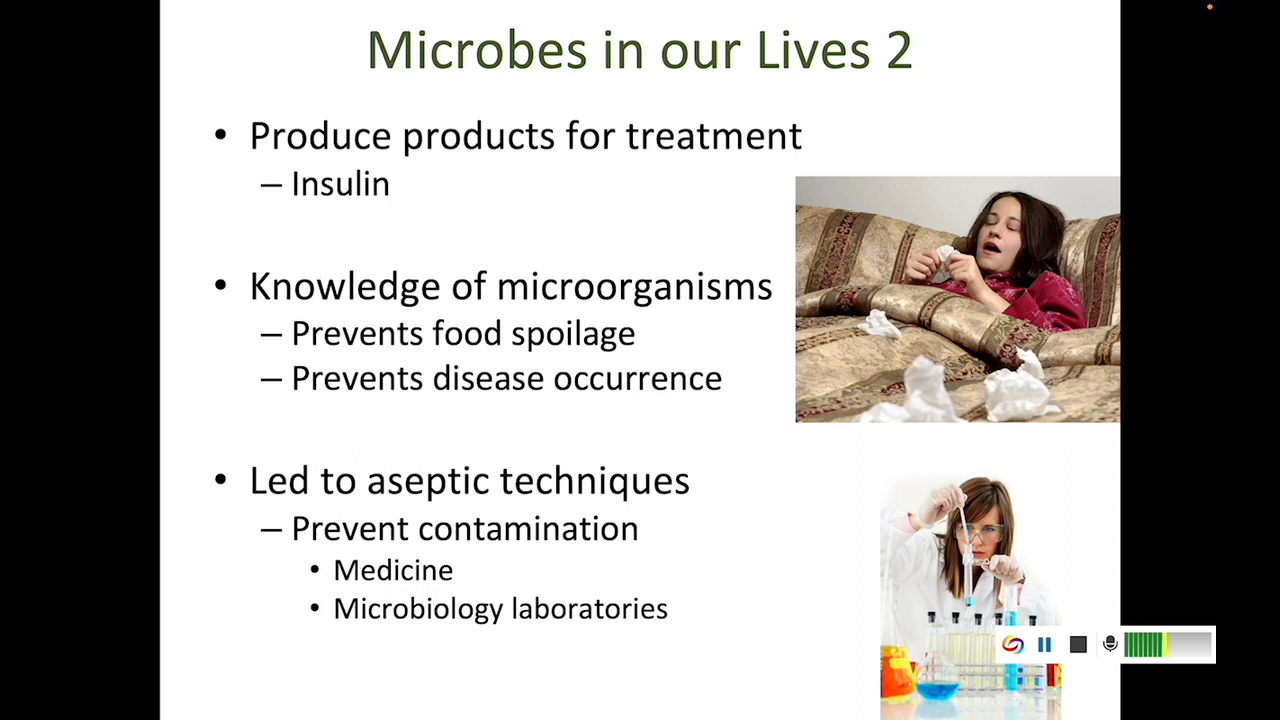 Microbes in our Lives 2
• Produce products for treatment
– Insulin
• Knowledge of microorganisms
– Prevents food spoilage
– Prevents disease occurrence
• Led to aseptic techniques
– Prevent contamination
• Medicine
• Microbiology laboratories